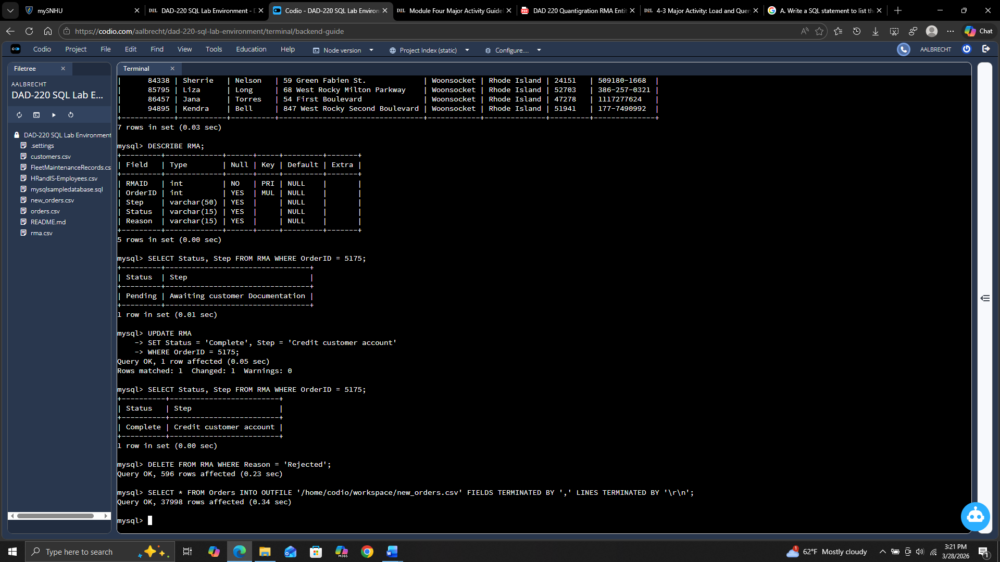 mySNHU
DAD-220 SQL Lab Environment - D
Codio - DAD-220 SQL Lab Environ
Module Four Major Activity Guide
DAD 220 Quantigration RMA Entit
4-3 Major Activity: Load and Quer
A. Write a SQL statement to list th
https://codio.com/aalbrecht/dad-220-sql-lab-environment/terminal/backend-guide
Chat
Codio Project File Edit Find View Tools Education Help Node version Project Index (static) Configure.... AALBRECHT
Filetree
Terminal
AALBRECHT
DAD-220 SQL Lab E...
DAD-220 SQL Lab Environment
.settings
customers.csv
FleetMaintenanceRecords.cs
HRandIS-Employees.csv
mysqlsampledatabase.sql
new_orders.csv
orders.csv
README.md
rma.csv
| 84338 | Sherrie | Nelson | 59 Green Fabien St. | Woonsocket | Rhode Island | 24151 | 509180-1668 |
| 85795 | Liza | Long | 68 West Rocky Milton Parkway | Woonsocket | Rhode Island | 52703 | 386-257-0321 |
| 86457 | Jana | Torres | 54 First Boulevard | Woonsocket | Rhode Island | 47278 | 1117277624 |
| 94895 | Kendra | Bell | 847 West Rocky Second Boulevard | Woonsocket | Rhode Island | 51941 | 177-7490992 |
7 rows in set (0.03 sec)
mysql> DESCRIBE RMA;
| Field | Type | Null | Key | Default | Extra |
| RMAID | int | NO | PRI | NULL | |
| OrderID | int | YES | MUL | NULL | |
| Step | varchar(50) | YES | | NULL | |
| Status | varchar(15) | YES | | NULL | |
| Reason | varchar(15) | YES | | NULL | |
5 rows in set (0.00 sec)
mysql> SELECT Status, Step FROM RMA WHERE OrderID = 5175;
| Status | Step |
| Pending | Awaiting customer Documentation |
1 row in set (0.01 sec)
mysql> UPDATE RMA
-> SET Status = 'Complete', Step = 'Credit customer account'
-> WHERE OrderID = 5175;
Query OK, 1 row affected (0.05 sec)
Rows matched: 1 Changed: 1 Warnings: 0
mysql> SELECT Status, Step FROM RMA WHERE OrderID = 5175;
| Status | Step |
| Complete | Credit customer account |
1 row in set (0.00 sec)
mysql> DELETE FROM RMA WHERE Reason = 'Rejected';
Query OK, 596 rows affected (0.23 sec)
mysql> SELECT * FROM Orders INTO OUTFILE '/home/codio/workspace/new_orders.csv' FIELDS TERMINATED BY ',' LINES TERMINATED BY '\r\n';
Query OK, 37998 rows affected (0.34 sec)
mysql>
Type here to search
62°F Mostly cloudy
3:21 PM
3/28/2026